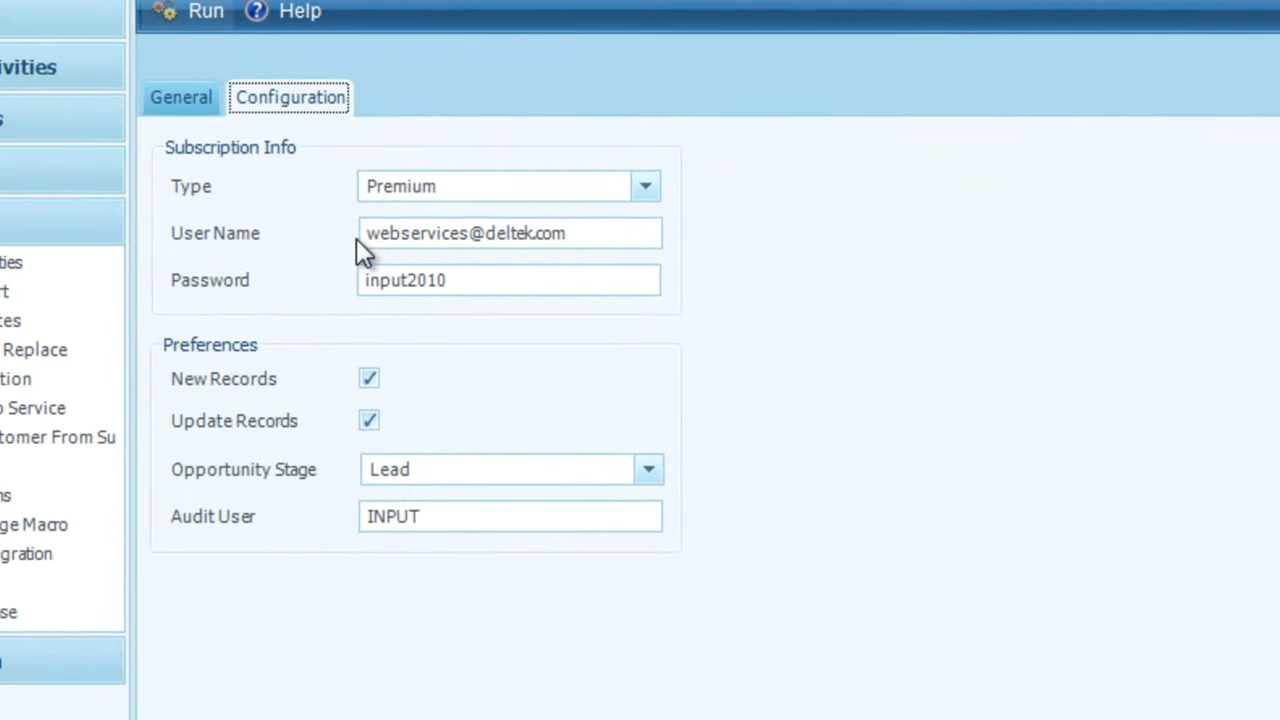 Run Help
ivities
s
General Configuration
Subscription Info
Type Premium
User Name webservices@deltek.com
Password input2010
Preferences
New Records
Update Records
Opportunity Stage Lead
Audit User INPUT
ties
rt
tes
Replace
tion
o Service
tomer From Su
ns
ge Macro
gration
se
n